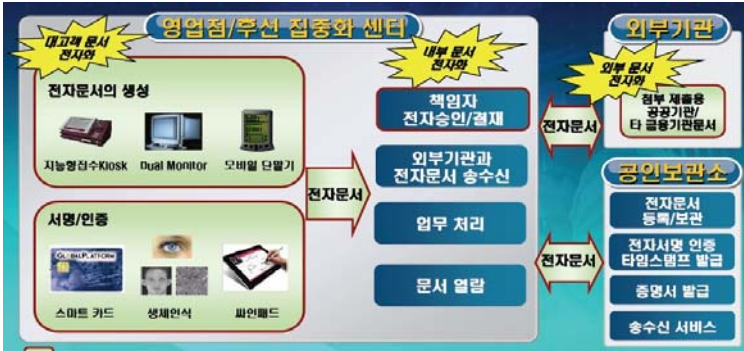 영업점/후선 집중화 센터
대고객 문서
전자화
전자문서의 생성
지능형접수Kiosk
Dual Monitor
모바일 단말기
서명/인증
GLOBALPLATFORM
스마트 카드
생체인식
싸인패드
전자문서
내부 문서
전자화
책임자
전자승인/결재
외부기관과
전자문서 송수신
업무 처리
문서 열람
전자문서
전자문서
외부기관
외부 문서
전자화
첨부 제출용
공공기관/
타 금융기관문서
공인보관소
전자문서
등록/보관
전자서명 인증
타임스탬프 발급
증명서 발급
송수신 서비스